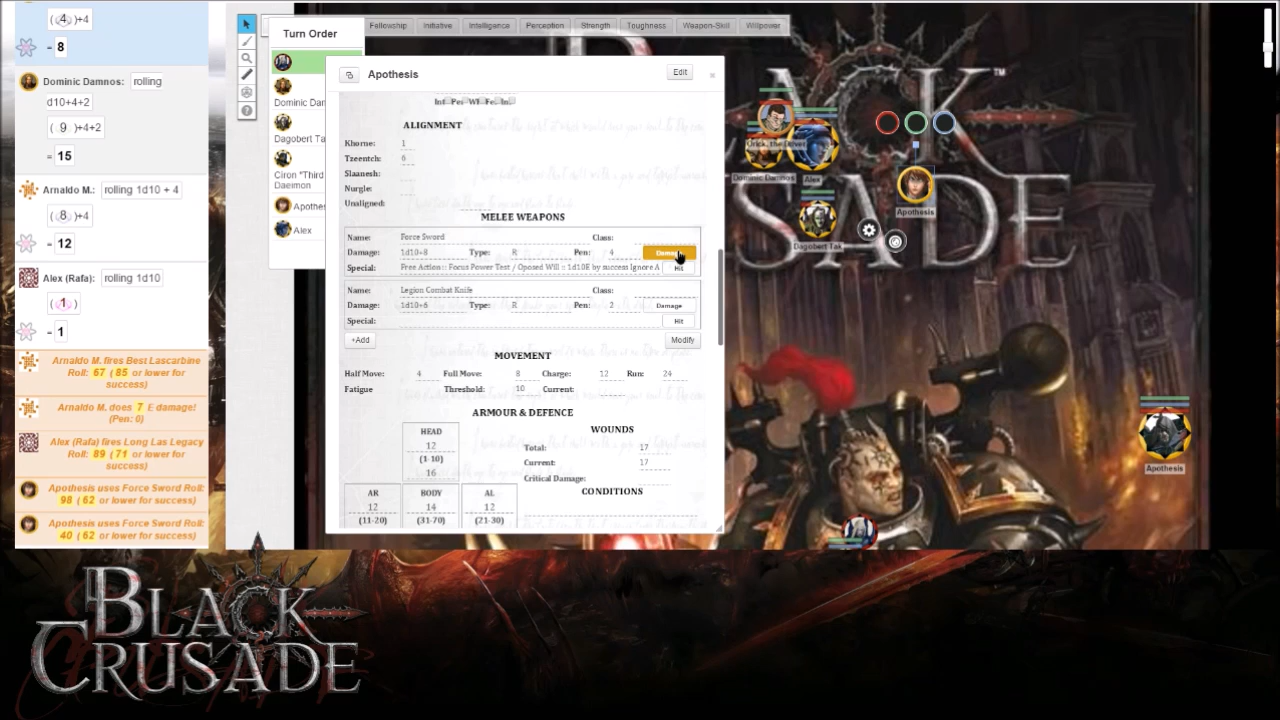 ( 4 )+4
= 8
Dominic Damnos: rolling
d10+4+2
( 9 )+4+2
= 15
Arnaldo M.: rolling 1d10 + 4
( 8 )+4
= 12
Alex (Rafa): rolling 1d10
( 1 )
= 1
Arnaldo M. fires Best Lascarbine
Roll: 67 ( 85 or lower for
success)
Arnaldo M. does 7 E damage!
(Pen: 0)
Alex (Rafa) fires Long Las Legacy
Roll: 89 ( 71 or lower for
success)
Apothesis uses Force Sword Roll:
98 ( 62 or lower for success)
Apothesis uses Force Sword Roll:
40 ( 62 or lower for success)
Fellowship Initiative Intelligence Perception Strength Toughness Weapon-Skill Willpower
Turn Order
Dominic Dam
Dagobert Tak
Ciron "Third
Daemon
Apothes
Alex
Apothesis
Edit
ALIGNMENT
Khorne: 1
Tzeentch: 6
Slaanesh:
Nurgle:
Unaligned:
MELEE WEAPONS
Name: Force Sword Class:
Damage: 1d10+8 Type: R Pen: 4
Special: Free Action :: Focus Power Test / Oposed Will :: 1d10E by success Ignore A Hit
Name: Legion Combat Knife Class:
Damage: 1d10+6 Type: R Pen: 2 Damage
Special: Hit
+Add Modify
MOVEMENT
Half Move: 4 Full Move: 8 Charge: 12 Run: 24
Fatigue Threshold: 10 Current:
ARMOUR & DEFENCE
HEAD
12
(1-10)
16
WOUNDS
Total: 17
Current: 17
Critical Damage:
CONDITIONS
AR BODY AL
12 14 12
(11-20) (31-70) (21-30)
Orick, the Driver
Dominic Damnos
Alex
Dagobert Tak
Apothesis
Apothesis
TM
BLACK
CRUSADE